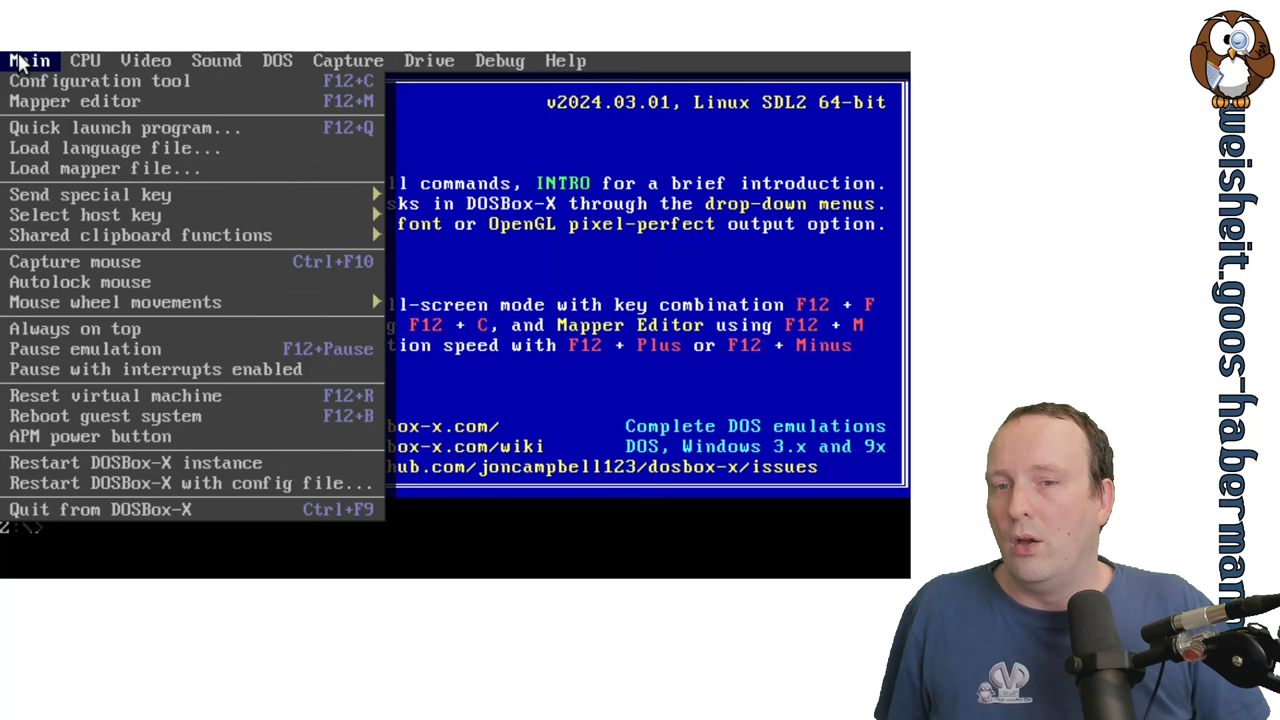 Main CPU Video Sound DOS Capture Drive Debug Help
Configuration tool F12+C
Mapper editor F12+M
Quick launch program... F12+Q
Load language file...
Load mapper file...
Send special key
Select host key
Shared clipboard functions
Capture mouse Ctrl+F10
Autolock mouse
Mouse wheel movements
Always on top
Pause emulation F12+Pause
Pause with interrupts enabled
Reset virtual machine F12+R
Reboot guest system F12+B
APM power button
Restart DOSBox-X instance
Restart DOSBox-X with config file...
Quit from DOSBox-X Ctrl+F9
v2024.03.01, Linux SDL2 64-bit
ll commands, INTRO for a brief introduction.
ks in DOSBox-X through the drop-down menus.
font or OpenGL pixel-perfect output option.
ll-screen mode with key combination F12 + F
g F12 + C, and Mapper Editor using F12 + M
tion speed with F12 + Plus or F12 + Minus
box-x.com/ Complete DOS emulations
box-x.com/wiki DOS, Windows 3.x and 9x
hub.com/joncampbell123/dosbox-x/issues
Z:\>
weisheit.goos-haberman